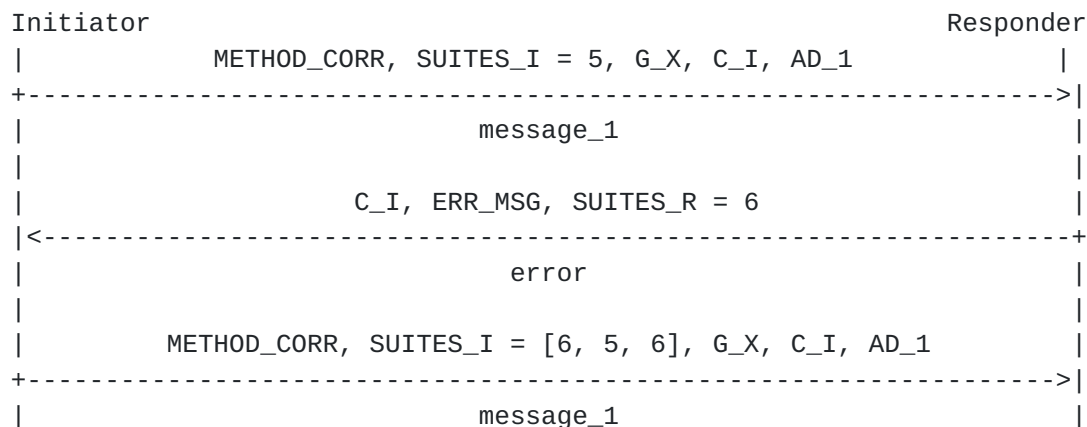 Initiator                                                   Responder
|            METHOD_CORR, SUITES_I = 5, G_X, C_I, AD_1             |
+------------------------------------------------------------------>|
|                             message_1                             |
|                                                                   |
|                     C_I, ERR_MSG, SUITES_R = 6                    |
|<------------------------------------------------------------------+
|                               error                               |
|                                                                   |
|         METHOD_CORR, SUITES_I = [6, 5, 6], G_X, C_I, AD_1         |
+------------------------------------------------------------------>|
|                             message_1                             |